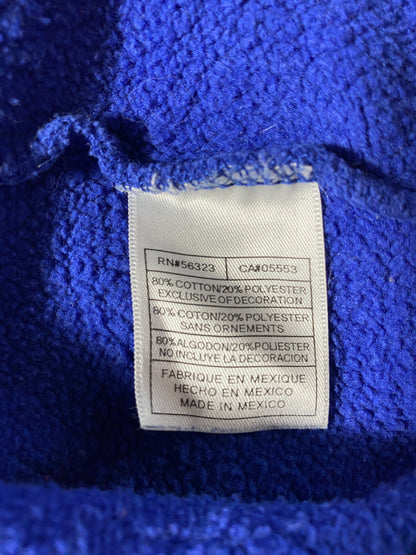 RN#56323 CA#05553
80% COTTON/20% POLYESTER
EXCLUSIVE OF DECORATION
80% COTON/20% POLYESTER
SANS ORNEMENTS
80%ALGODON/20%POLIESTER
NO INCLUYE LA DECORACION
FABRIQUE EN MEXIQUE
HECHO EN MEXICO
MADE IN MEXICO